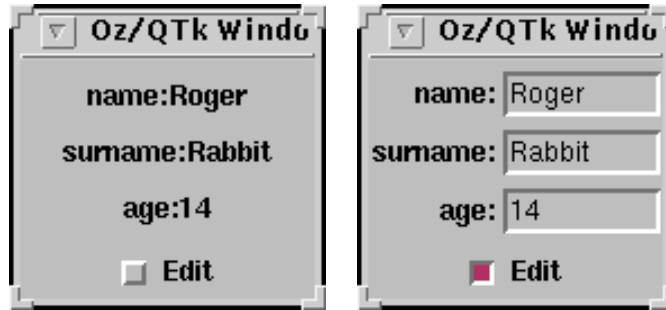 Oz/QTk Windo
name:Roger
surname:Rabbit
age:14
Edit
Oz/QTk Windo
name: Roger
surname: Rabbit
age: 14
Edit